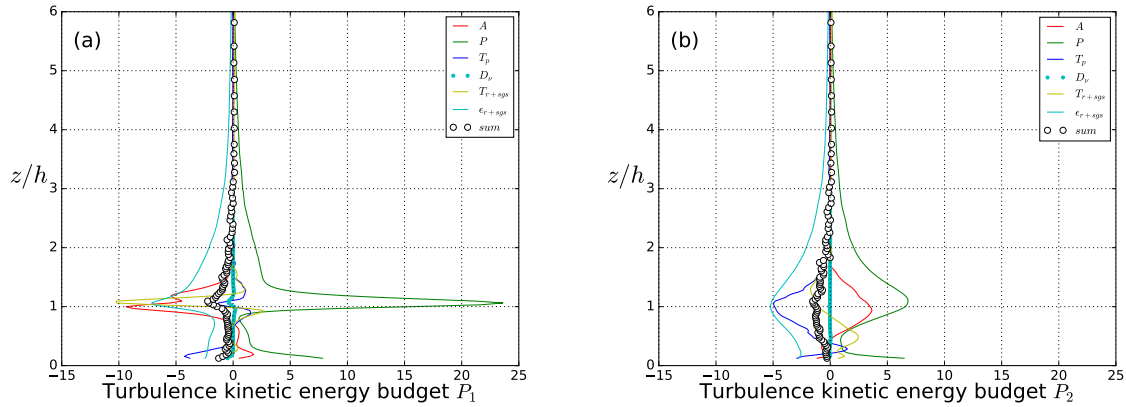 (a)
A
P
T_p
D_ν
T_{r+sgs}
ϵ_{r+sgs}
sum
6
5
4
3
2
1
0
z/h
−15 −10 −5 0 5 10 15 20 25
Turbulence kinetic energy budget P_1
(b)
A
P
T_p
D_ν
T_{r+sgs}
ϵ_{r+sgs}
sum
6
5
4
3
2
1
0
z/h
−15 −10 −5 0 5 10 15 20 25
Turbulence kinetic energy budget P_2